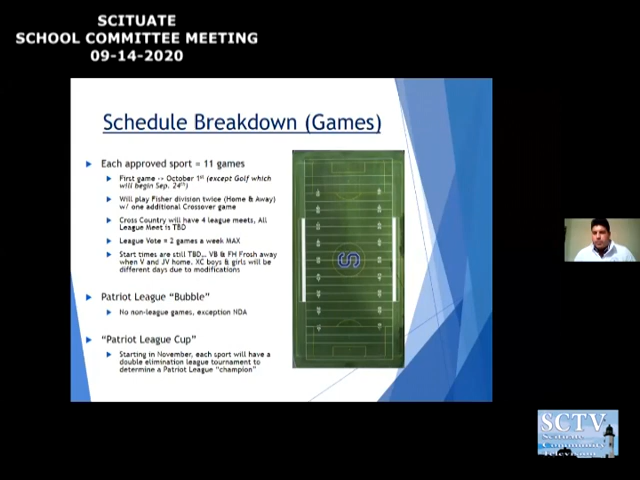 SCITUATE
SCHOOL COMMITTEE MEETING
09-14-2020
Schedule Breakdown (Games)
Each approved sport = 11 games
First game -> October 1st (except Golf which
will begin Sep. 24th)
Will play Fisher division twice (Home & Away)
w/ one additional Crossover game
Cross Country will have 4 league meets, All
League Meet is TBD
League Vote = 2 games a week MAX
Start times are still TBD… VB & FH Frosh away
when V and JV home. XC boys & girls will be
different days due to modifications
Patriot League "Bubble"
No non-league games, exception NDA
"Patriot League Cup"
Starting in November, each sport will have a
double elimination league tournament to
determine a Patriot League "champion"
S
SCTV
Scituate
Community
Television